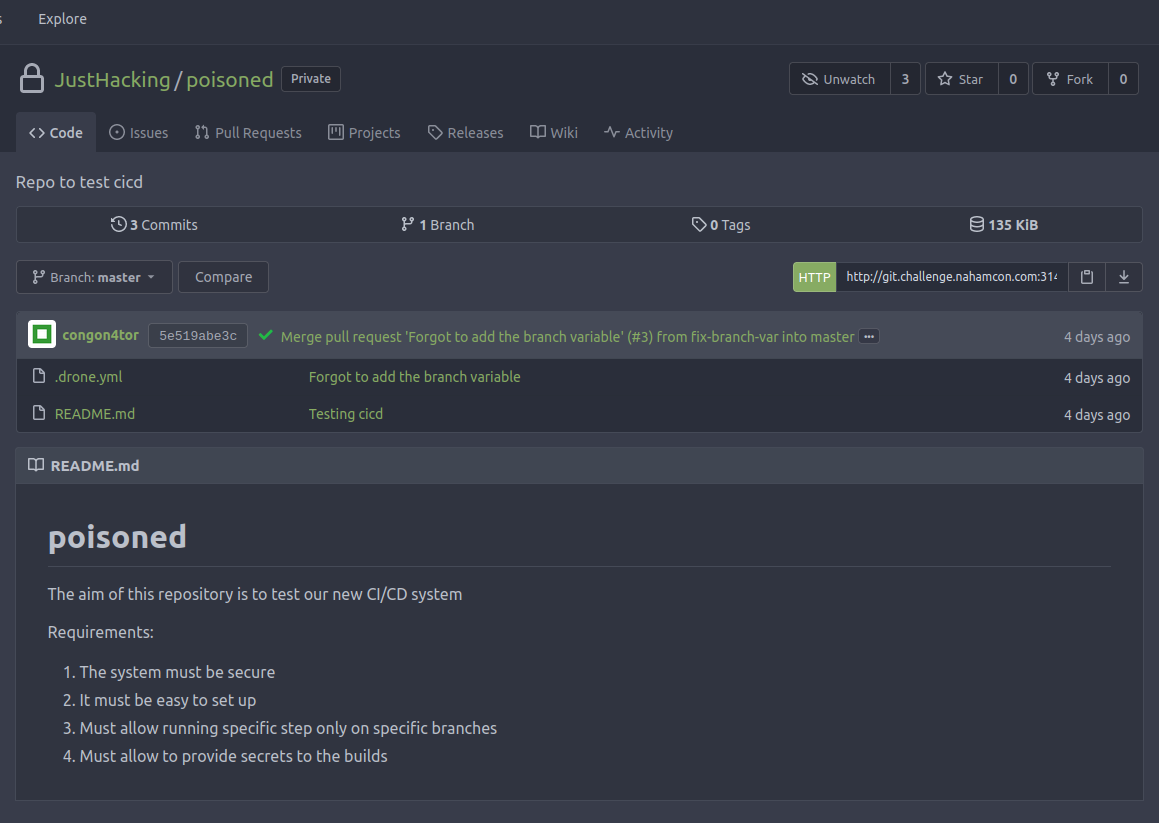 s Explore
JustHacking / poisoned Private Unwatch 3 Star 0 Fork 0
Code Issues Pull Requests Projects Releases Wiki Activity
Repo to test cicd
3 Commits 1 Branch 0 Tags 135 KiB
Branch: master Compare HTTP http://git.challenge.nahamcon.com:314
congon4tor 5e519abe3c Merge pull request 'Forgot to add the branch variable' (#3) from fix-branch-var into master ... 4 days ago
.drone.yml Forgot to add the branch variable 4 days ago
README.md Testing cicd 4 days ago
README.md
poisoned
The aim of this repository is to test our new CI/CD system
Requirements:
1. The system must be secure
2. It must be easy to set up
3. Must allow running specific step only on specific branches
4. Must allow to provide secrets to the builds